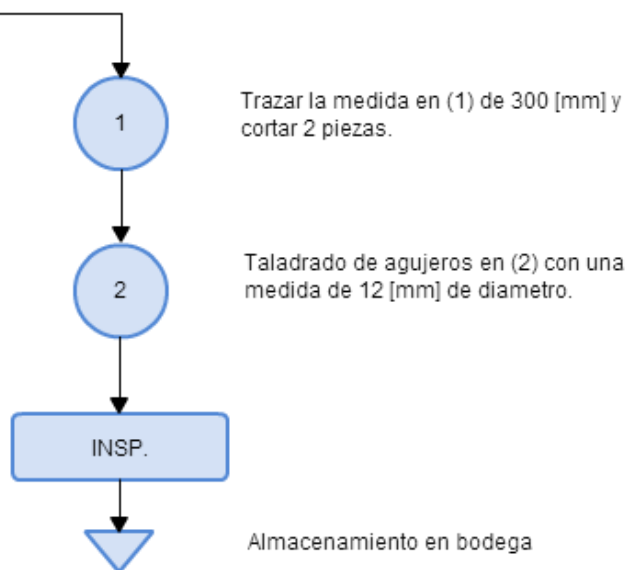 1
Trazar la medida en (1) de 300 [mm] y
cortar 2 piezas.
2
Taladrado de agujeros en (2) con una
medida de 12 [mm] de diametro.
INSP.
Almacenamiento en bodega